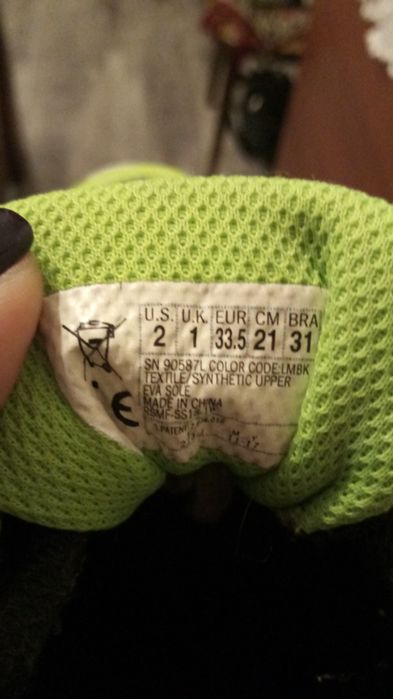 U.S. U.K. EUR CM BRA
2 1 33.5 21 31
SN 90587L COLOR CODE:LMBK
TEXTILE/SYNTHETIC UPPER
EVA SOLE
MADE IN CHINA
CE